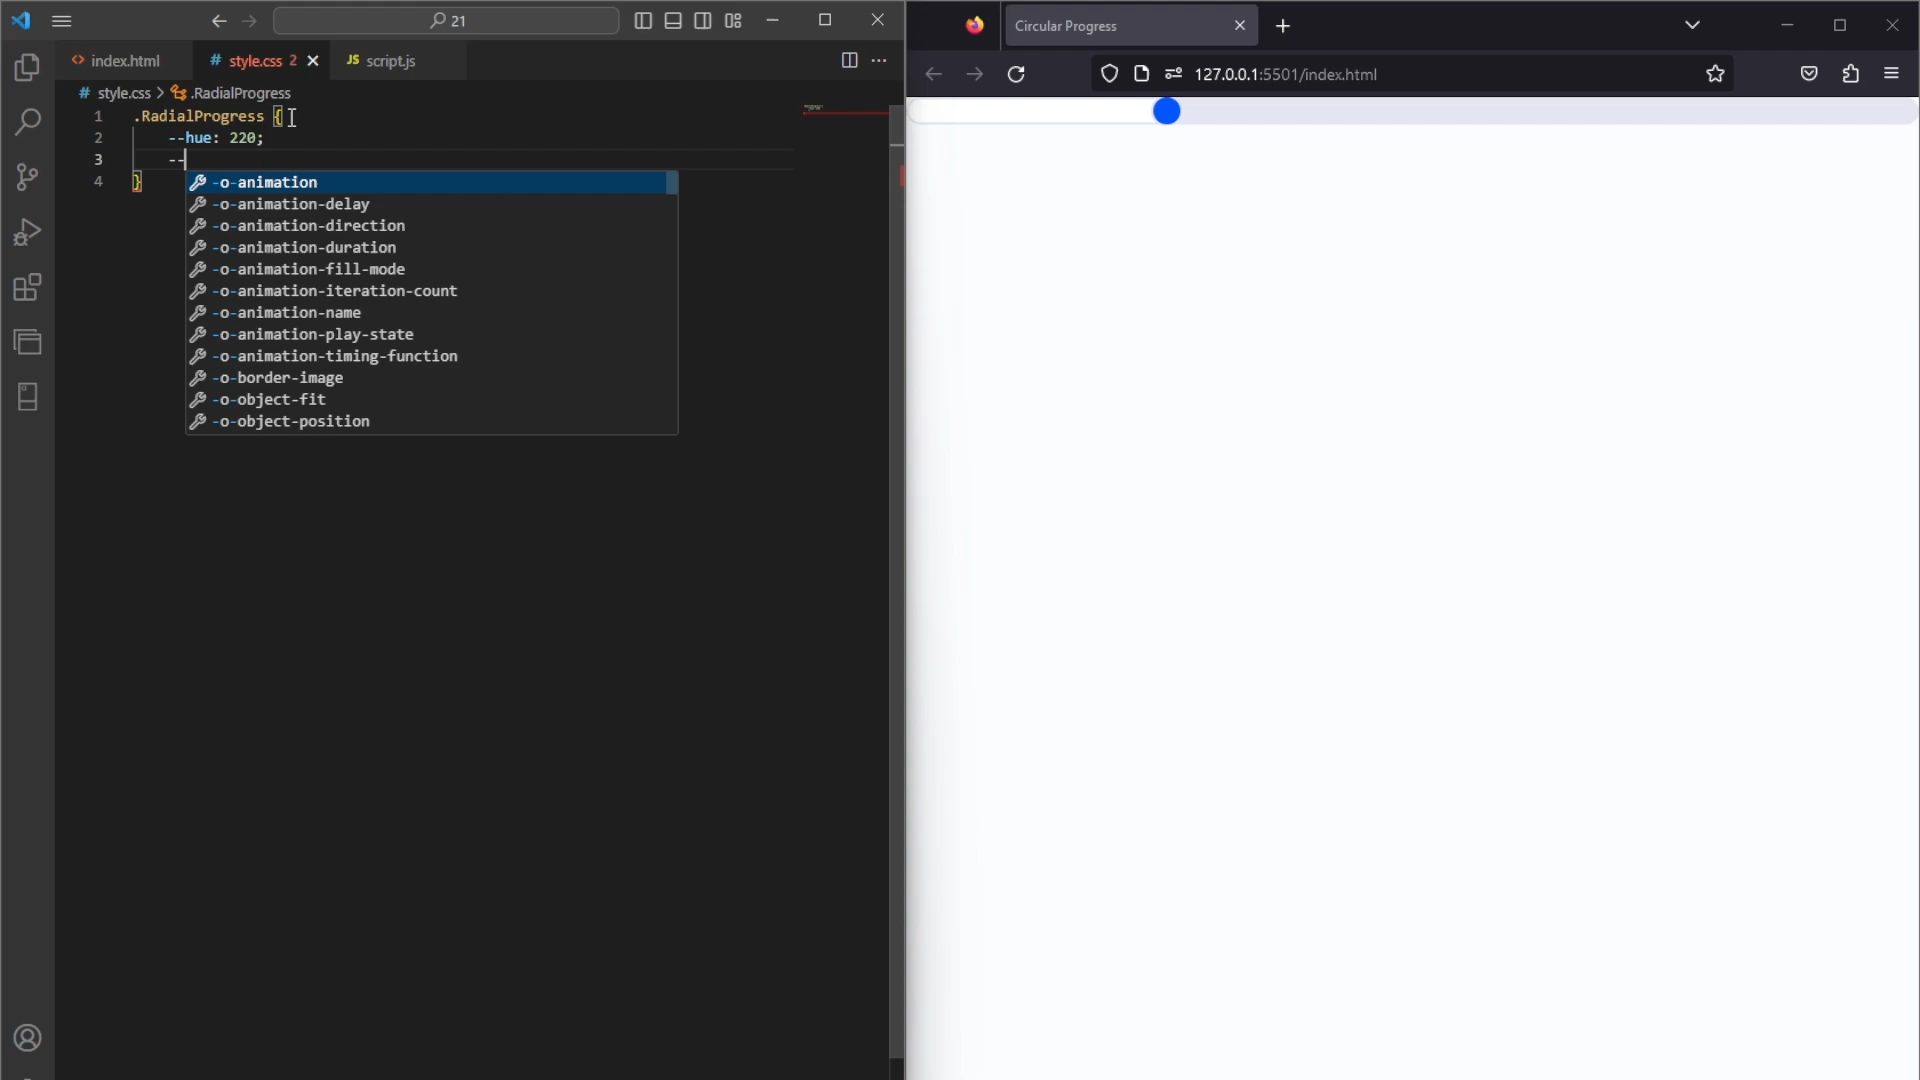 21
index.html
style.css 2
JS script.js
# style.css > .RadialProgress
1 .RadialProgress {
2 --hue: 220;
3 --
4 }
-o-animation
-o-animation-delay
-o-animation-direction
-o-animation-duration
-o-animation-fill-mode
-o-animation-iteration-count
-o-animation-name
-o-animation-play-state
-o-animation-timing-function
-o-border-image
-o-object-fit
-o-object-position
Circular Progress
127.0.0.1:5501/index.html